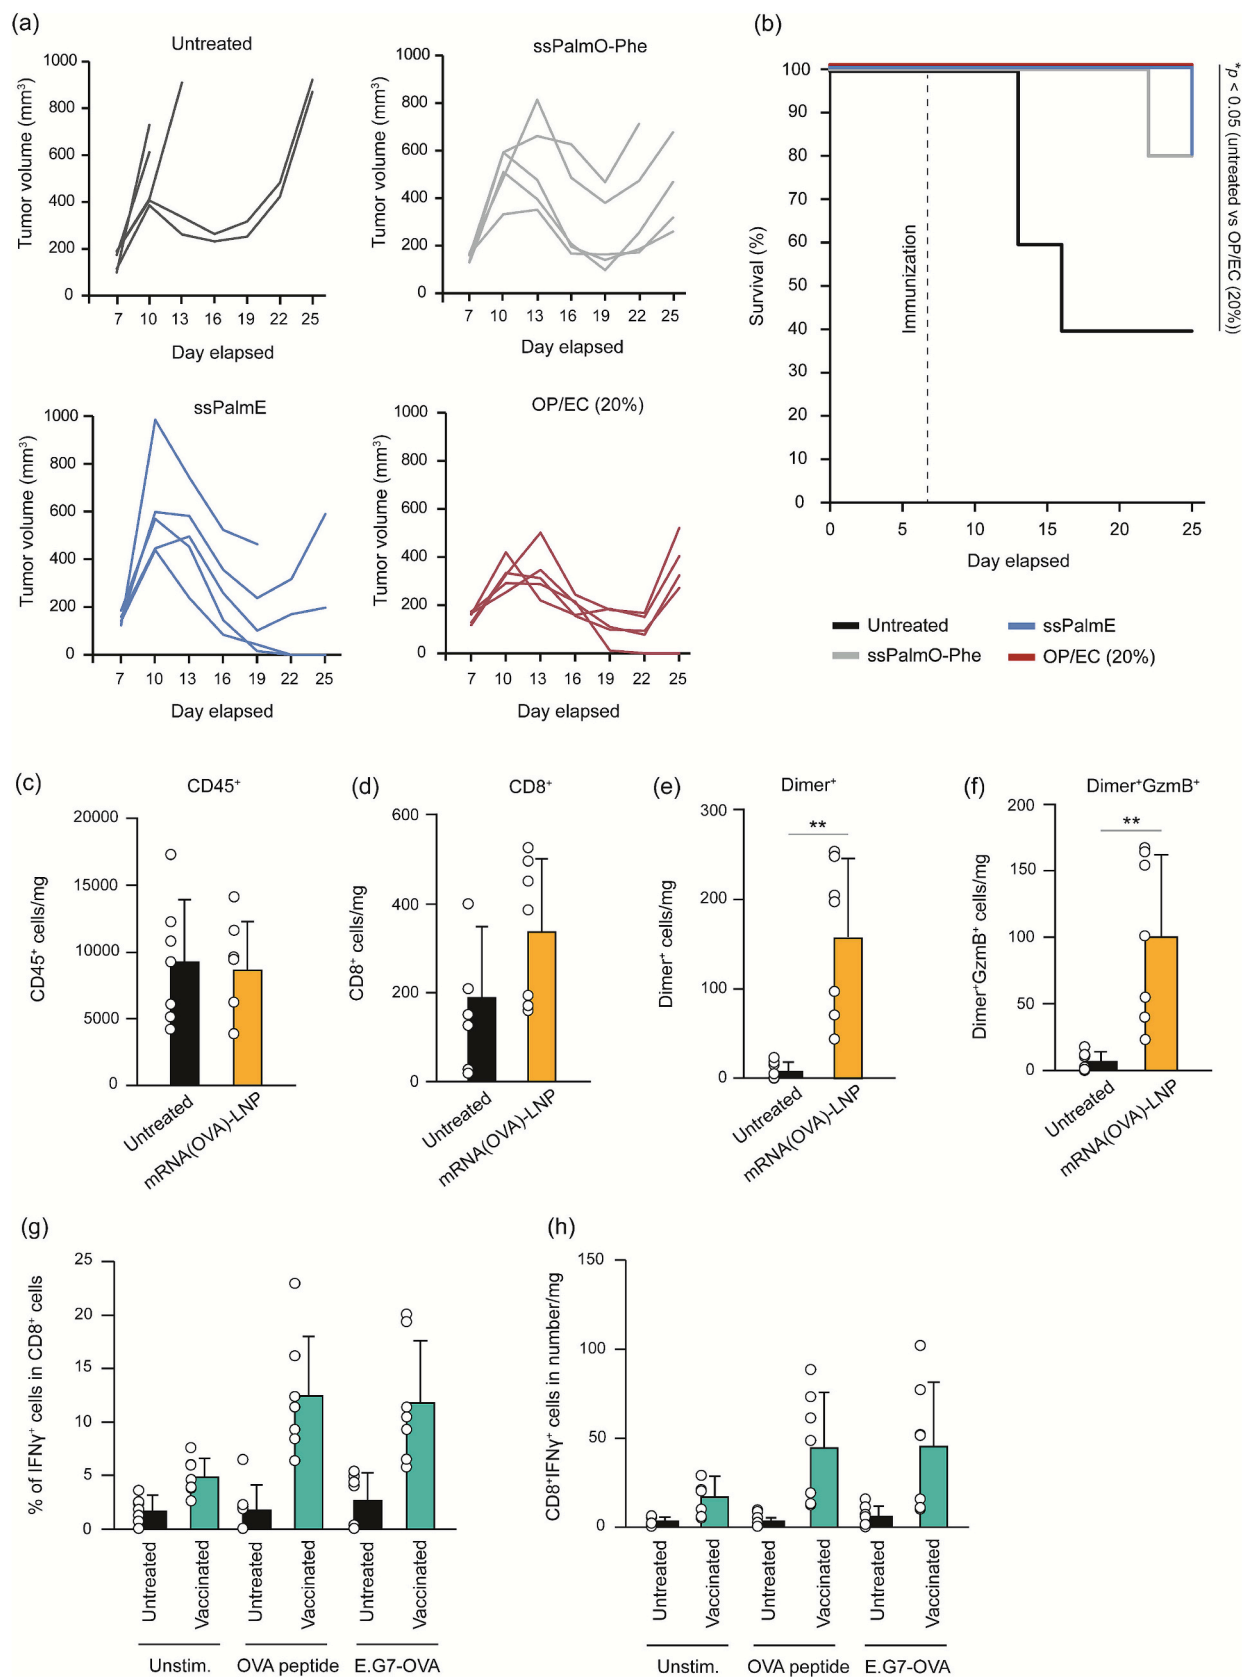 (a)
Untreated
1000
800
600
400
200
0
Tumor volume (mm³)
7 10 13 16 19 22 25
Day elapsed
ssPalmO-Phe
1000
800
600
400
200
0
Tumor volume (mm³)
7 10 13 16 19 22 25
Day elapsed
ssPalmE
1000
800
600
400
200
0
Tumor volume (mm³)
7 10 13 16 19 22 25
Day elapsed
OP/EC (20%)
1000
800
600
400
200
0
Tumor volume (mm³)
7 10 13 16 19 22 25
Day elapsed
(b)
100
90
80
70
60
50
40
30
20
10
0
Survival (%)
Immunization
0 5 10 15 20 25
Day elapsed
*p < 0.05 (untreated vs OP/EC (20%))
Untreated
ssPalmE
ssPalmO-Phe
OP/EC (20%)
(c)
CD45⁺
20000
15000
10000
5000
0
CD45⁺ cells/mg
Untreated
mRNA(OVA)-LNP
(d)
CD8⁺
600
400
200
0
CD8⁺ cells/mg
Untreated
mRNA(OVA)-LNP
(e)
Dimer⁺
300
200
100
0
Dimer⁺ cells/mg
**
Untreated
mRNA(OVA)-LNP
(f)
Dimer⁺GzmB⁺
200
150
100
50
0
Dimer⁺GzmB⁺ cells/mg
**
Untreated
mRNA(OVA)-LNP
(g)
25
20
15
10
5
0
% of IFNγ⁺ cells in CD8⁺ cells
Untreated
Vaccinated
Untreated
Vaccinated
Untreated
Vaccinated
Unstim. OVA peptide E.G7-OVA
(h)
150
100
50
0
CD8⁺IFNγ⁺ cells in number/mg
Untreated
Vaccinated
Untreated
Vaccinated
Untreated
Vaccinated
Unstim. OVA peptide E.G7-OVA